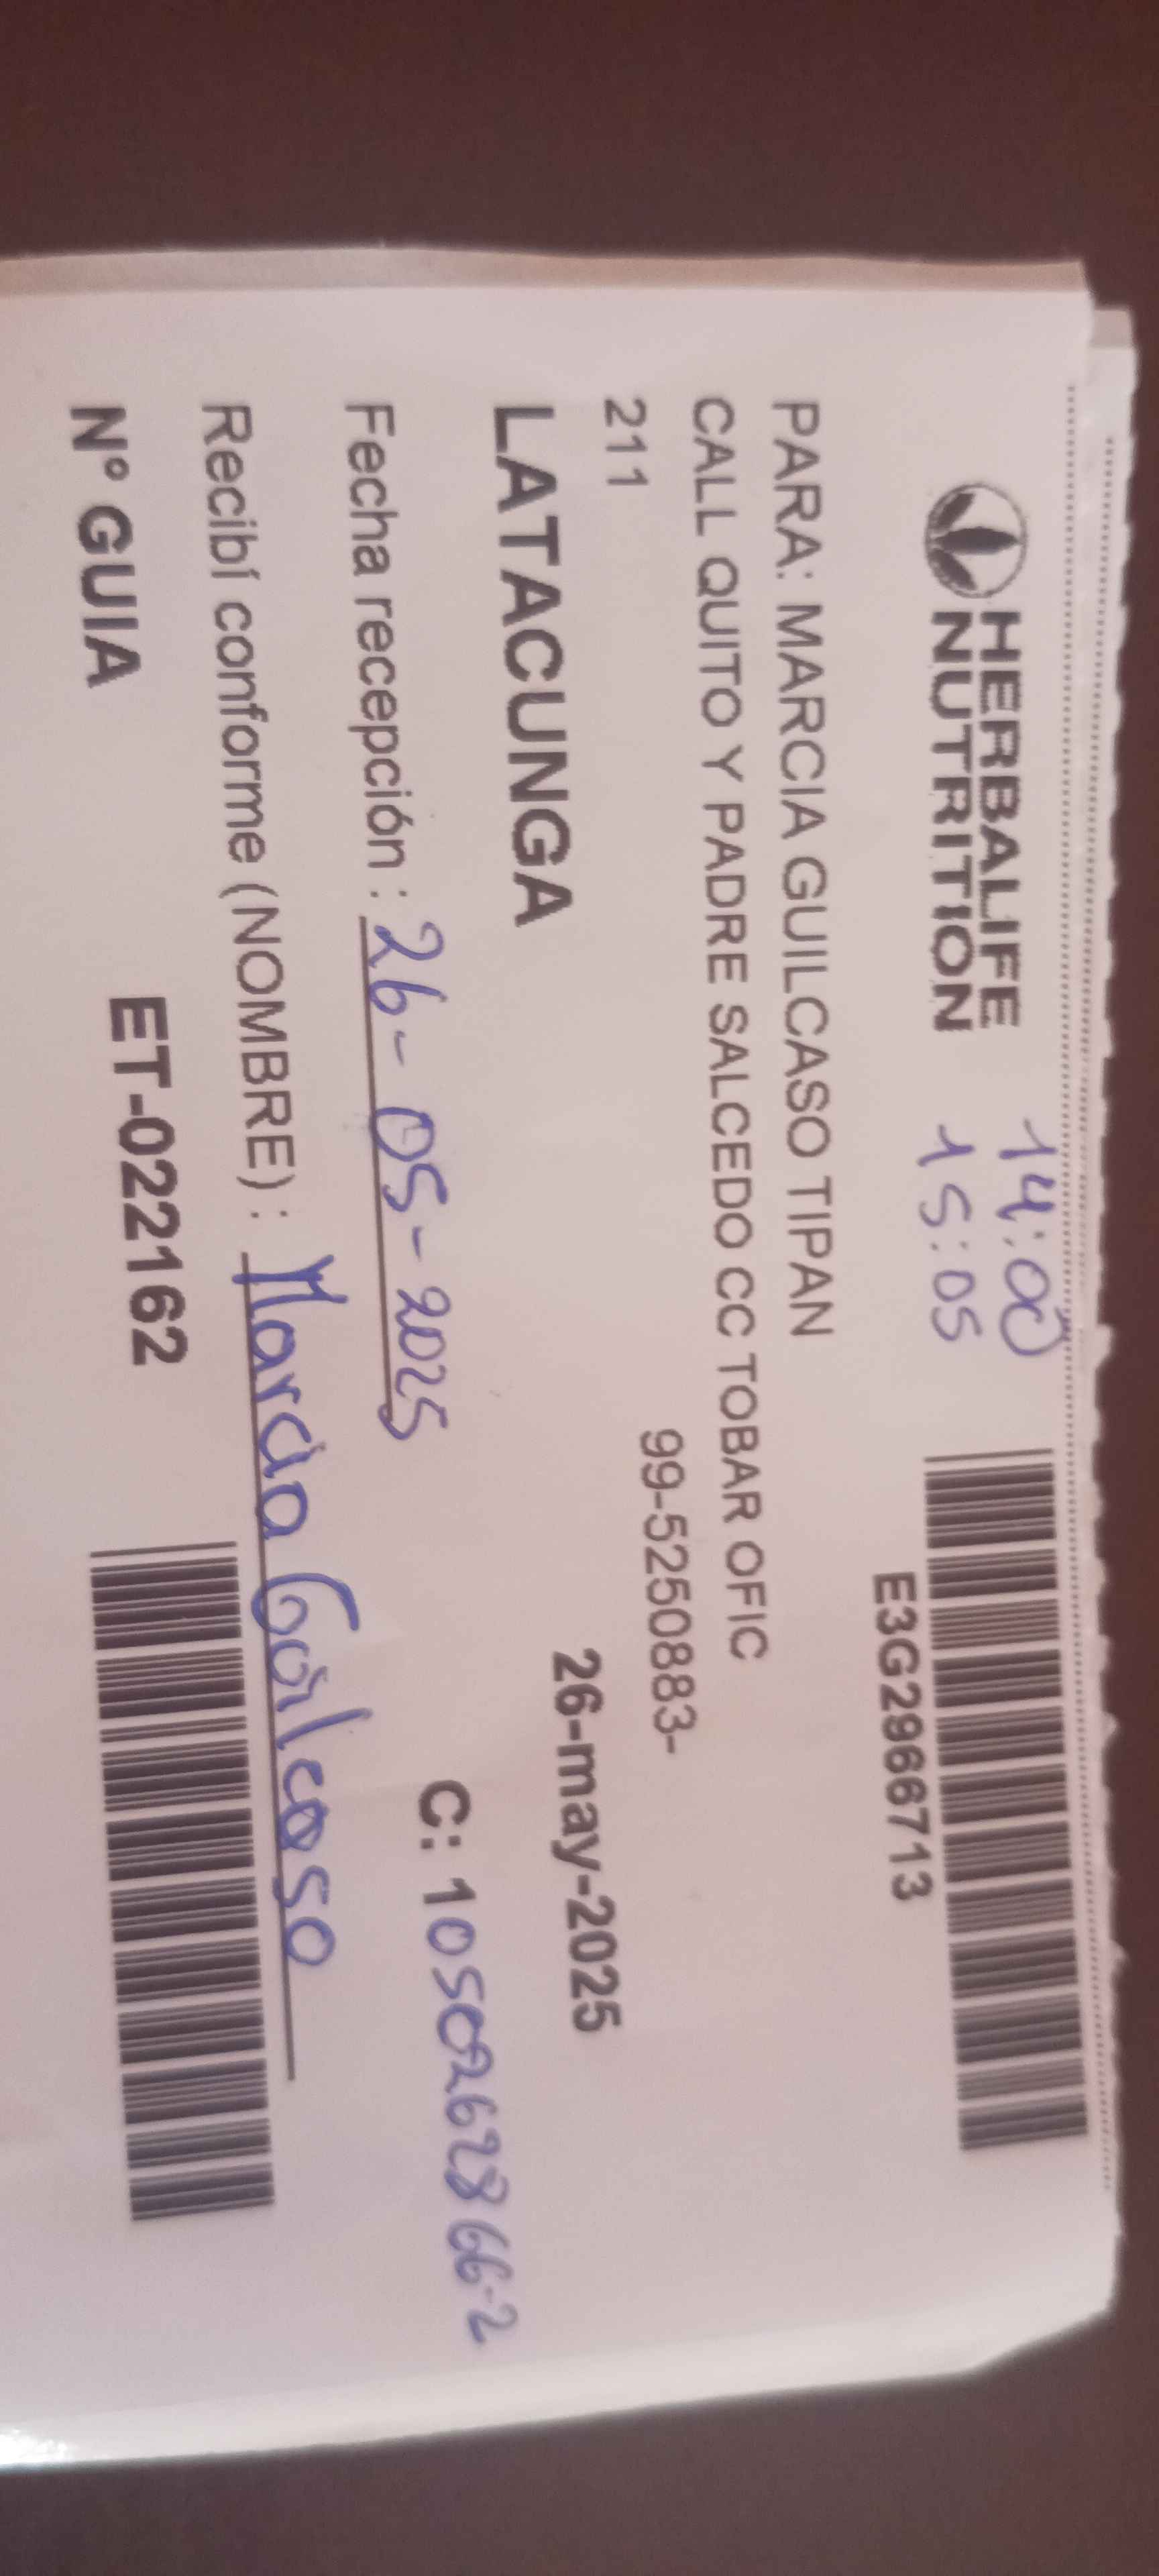 HERBALIFE
NUTRITION
14:00
15:05
E3G2966713
PARA: MARCIA GUILCASO TIPAN
CALL QUITO Y PADRE SALCEDO CC TOBAR OFIC
211
99-5250883-
LATACUNGA
26-may-2025
Fecha recepción : 26-05-2025
C: 1050267866-2
Recibí conforme (NOMBRE) : Marcia Guilcaso
N° GUIA ET-022162